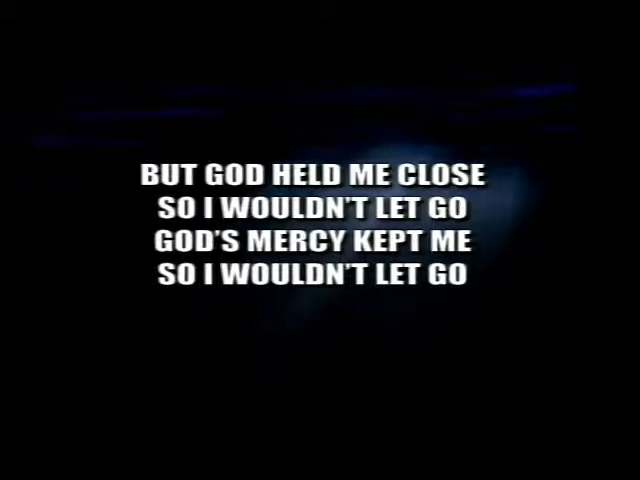 BUT GOD HELD ME CLOSE
SO I WOULDN'T LET GO
GOD'S MERCY KEPT ME
SO I WOULDN'T LET GO